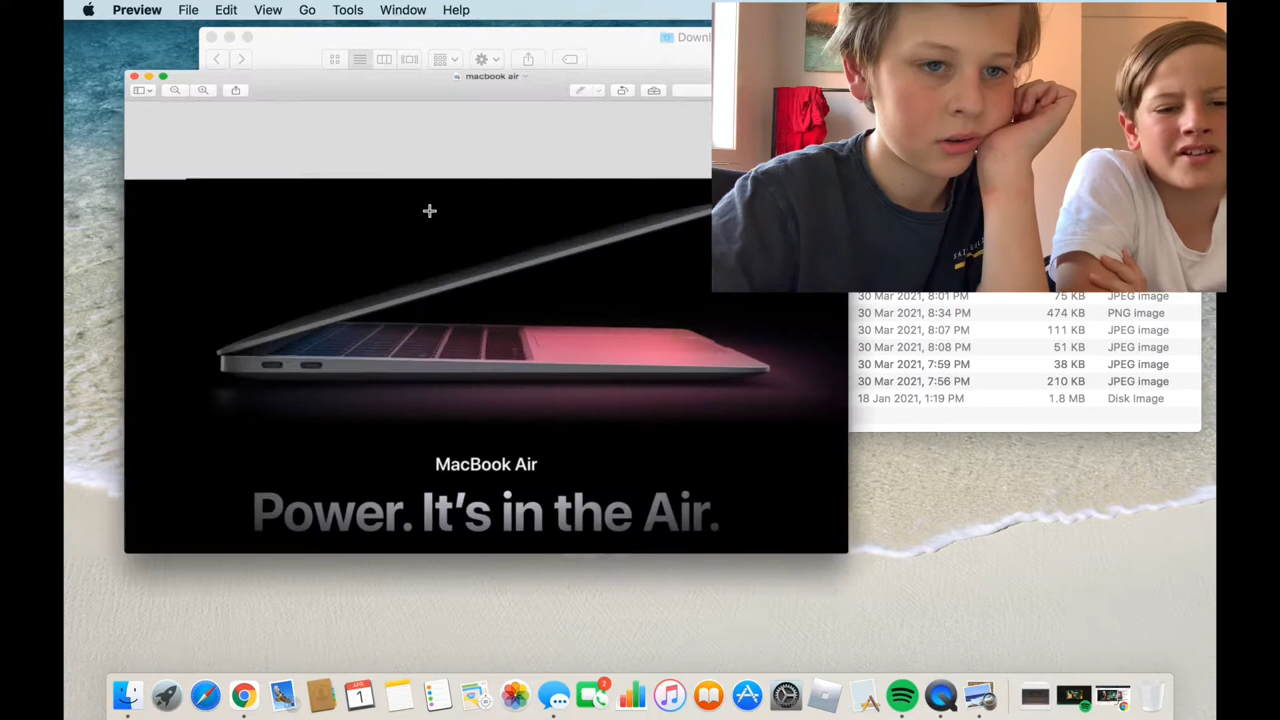 Preview File Edit View Go Tools Window Help
Downl
macbook air
30 Mar 2021, 8:01 PM 75 KB JPEG image
30 Mar 2021, 8:34 PM 474 KB PNG image
30 Mar 2021, 8:07 PM 111 KB JPEG image
30 Mar 2021, 8:08 PM 51 KB JPEG image
30 Mar 2021, 7:59 PM 38 KB JPEG image
30 Mar 2021, 7:56 PM 210 KB JPEG image
18 Jan 2021, 1:19 PM 1.8 MB Disk Image
MacBook Air
Power. It's in the Air.
APR
1
2